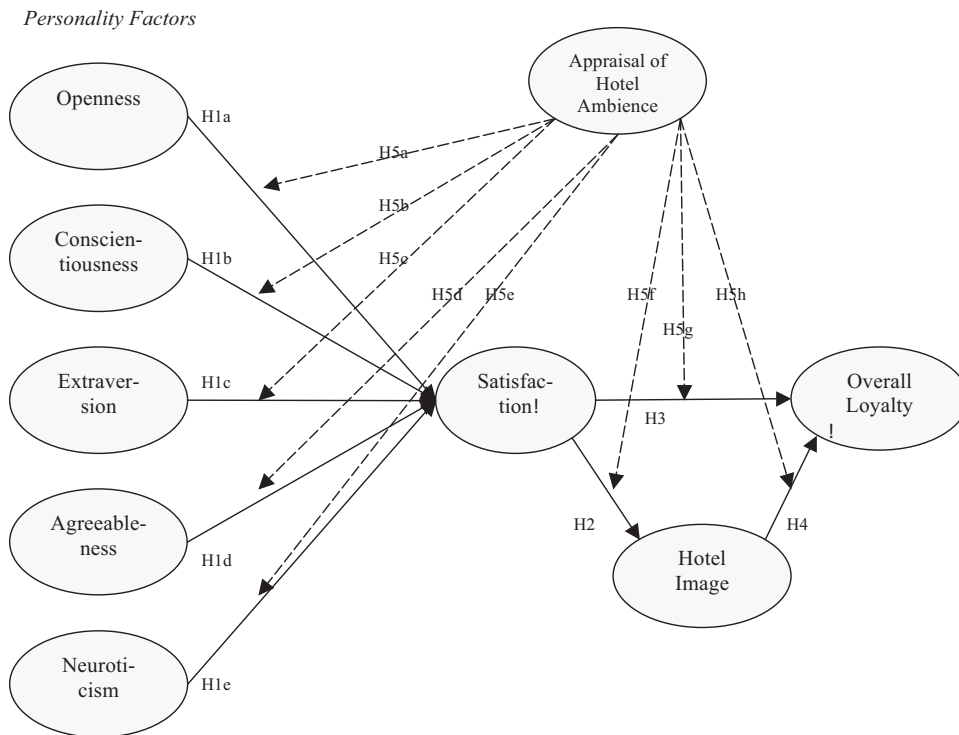 Personality Factors
Appraisal of
Hotel
Ambience
Openness
H1a
H5a
Conscien-
tiousness
H1b
H5b
H5c
H5d
H5e
H5f
H5h
H5g
Extraver-
sion
H1c
Satisfac-
tion!
H3
Overall
Loyalty
!
Agreeable-
ness
H1d
H2
H4
Hotel
Image
Neuroti-
cism
H1e